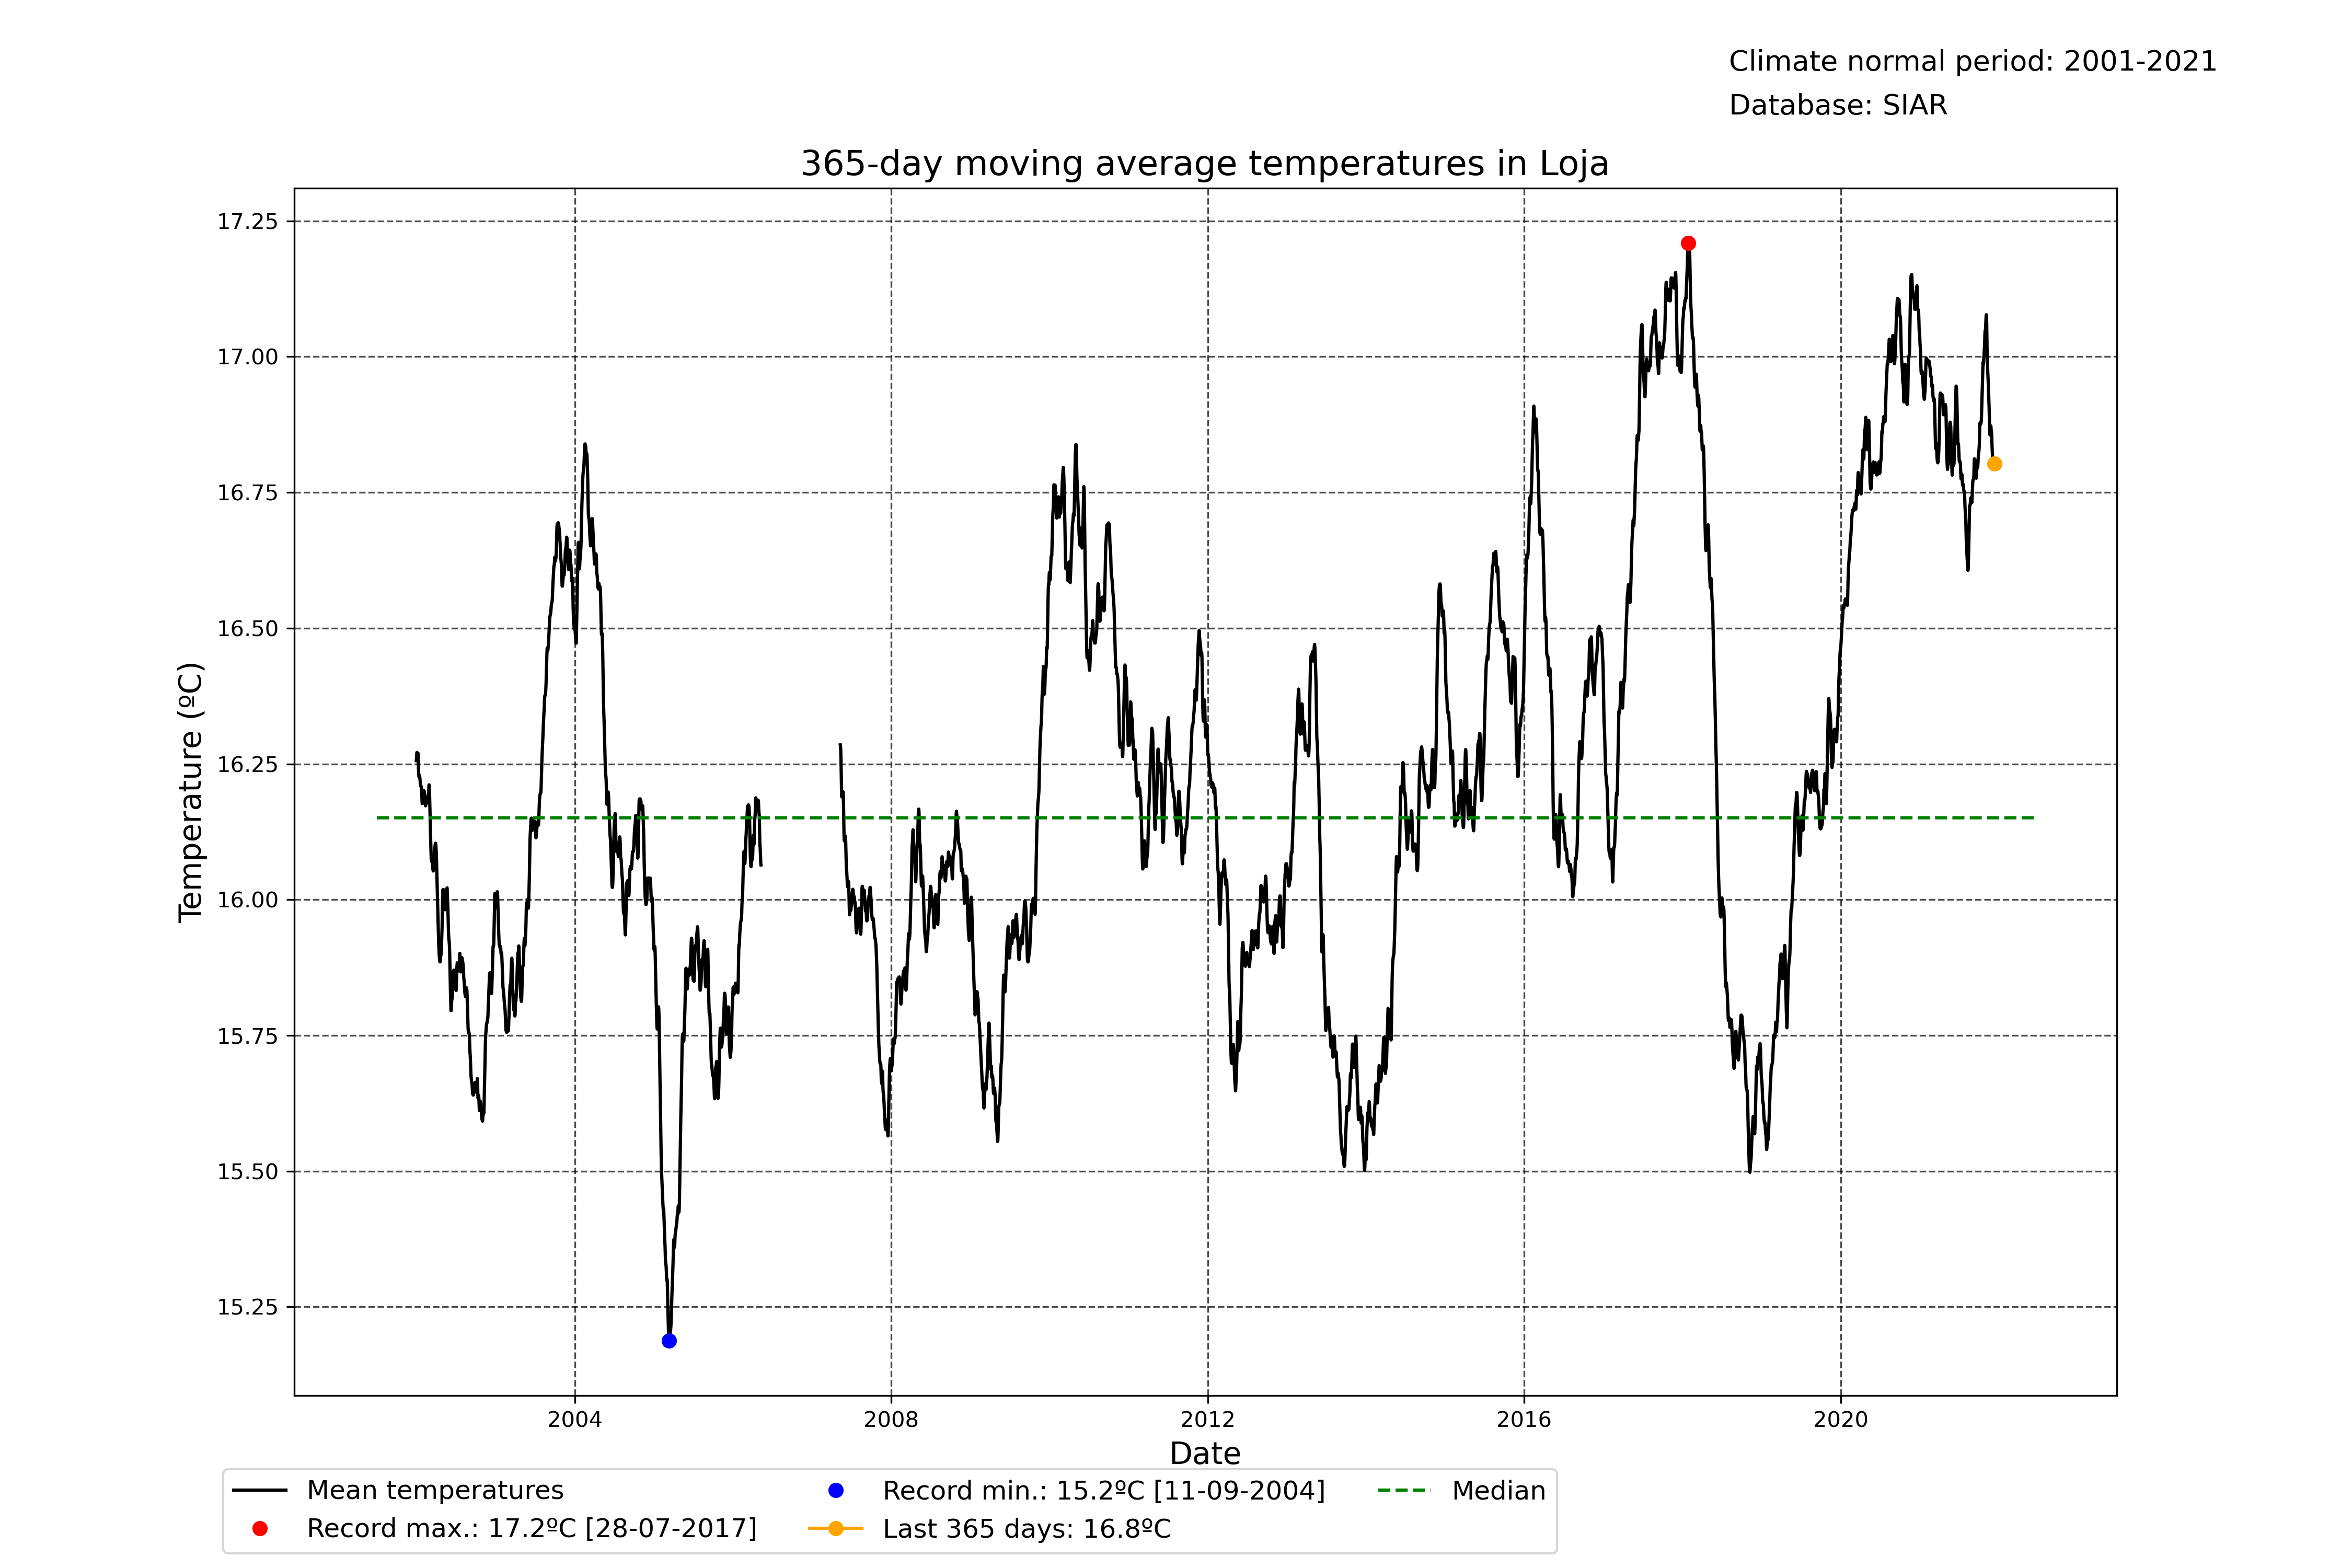 Climate normal period: 2001-2021
Database: SIAR
365-day moving average temperatures in Loja
17.25
17.00
16.75
16.50
16.25
16.00
15.75
15.50
15.25
Temperature (ºC)
2004 2008 2012 2016 2020
Date
Mean temperatures
Record max.: 17.2ºC [28-07-2017]
Record min.: 15.2ºC [11-09-2004]
Last 365 days: 16.8ºC
Median